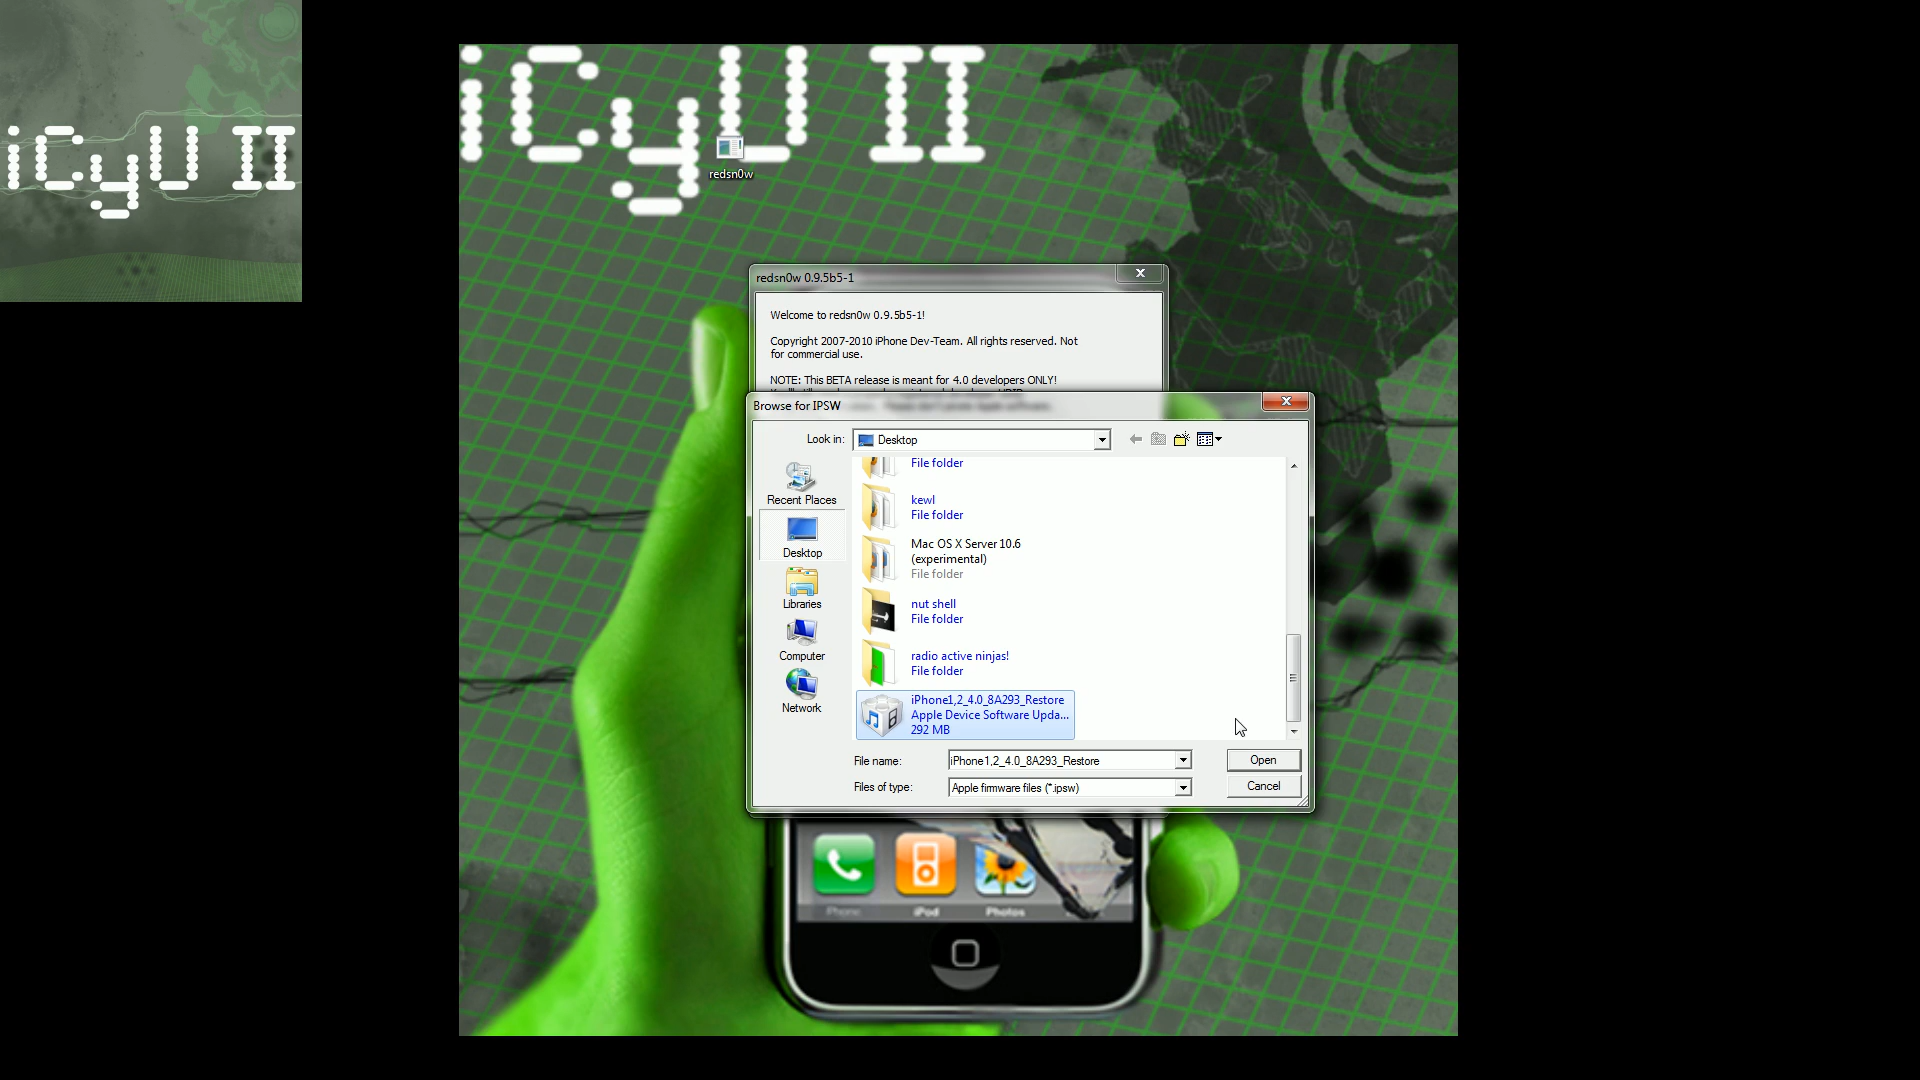 iCyU II
iCyU II
redsn0w
redsn0w 0.9.5b5-1
Welcome to redsn0w 0.9.5b5-1!
Copyright 2007-2010 iPhone Dev-Team. All rights reserved. Not
for commercial use.
NOTE: This BETA release is meant for 4.0 developers ONLY!
Browse for IPSW
Look in:
Desktop
Recent Places
Desktop
Libraries
Computer
Network
File folder
kewl
File folder
Mac OS X Server 10.6
(experimental)
File folder
nut shell
File folder
radio active ninjas!
File folder
iPhone1,2_4.0_8A293_Restore
Apple Device Software Upda...
292 MB
File name:
iPhone1,2_4.0_8A293_Restore
Open
Files of type:
Apple firmware files (*.ipsw)
Cancel
Phone
iPod
Photos